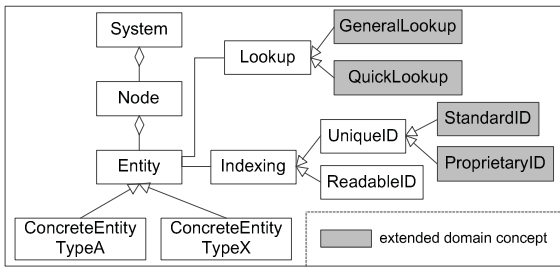 System
GeneralLookup
Lookup
QuickLookup
Node
StandardID
UniqueID
Entity
Indexing
ProprietaryID
ReadableID
ConcreteEntity
TypeA
ConcreteEntity
TypeX
extended domain concept